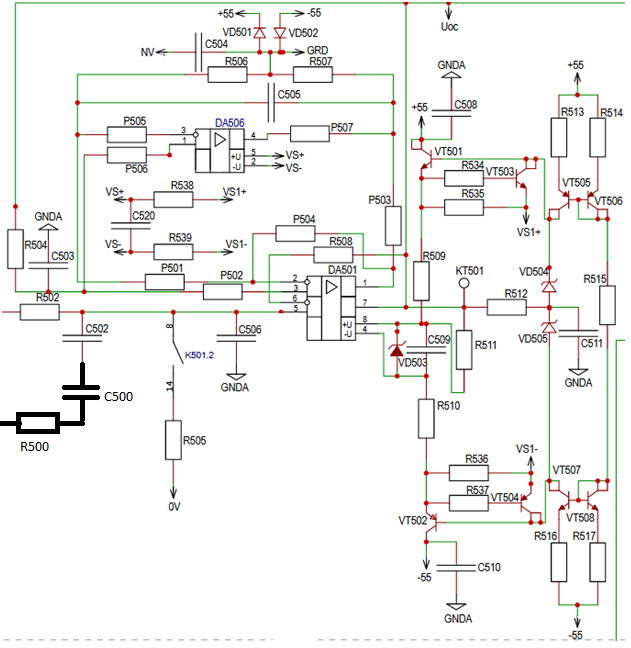 +55
-55
Uос
VD501
VD502
C504
NV
GRD
R506
R507
GNDA
+55
C505
C508
+55
R513
R514
P505
DA506
3
1
4
5
2
+U
-U
P507
VS+
VS-
P506
VT501
R534
VT503
R535
VT505
VT506
VS1+
VS+
R538
VS1+
C520
P503
VS-
R539
VS1-
P504
GNDA
R504
C503
R508
R509
KT501
VD504
P501
P502
DA501
2
3
6
5
1
7
8
4
+U
-U
R512
R515
R502
VD505
C502
8
K501.2
14
C506
GNDA
C509
VD503
R511
C511
GNDA
C500
R500
R505
R510
0V
R536
VS1-
R537
VT504
VT502
VT507
VT508
R516
R517
-55
C510
GNDA
-55